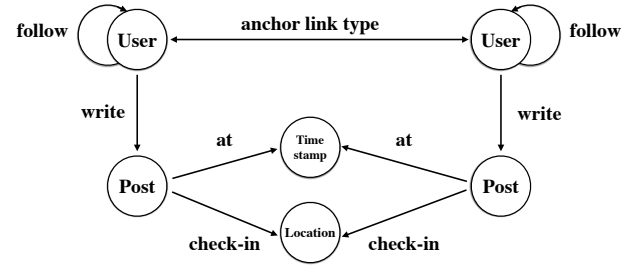 anchor link type
follow
User
User
follow
write
write
at
Time
stamp
at
Post
Post
Location
check-in
check-in